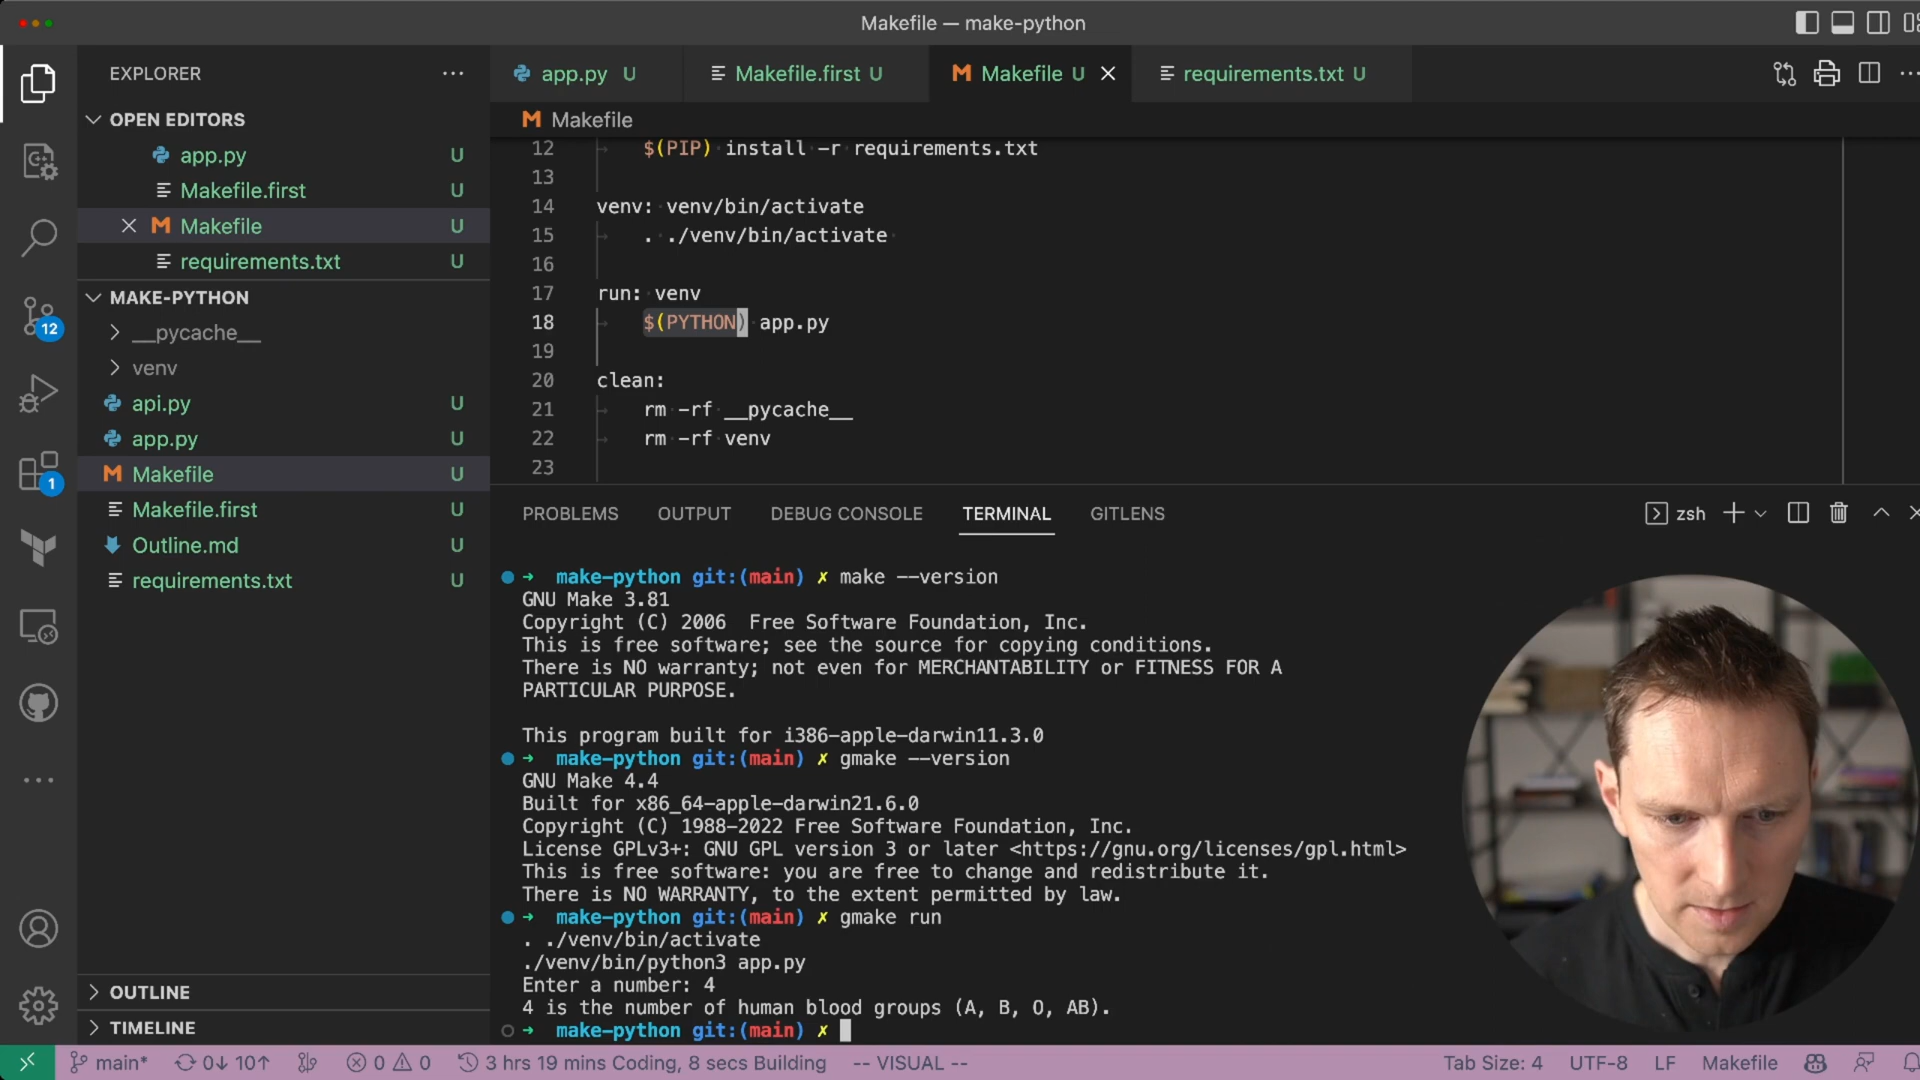 Makefile — make-python
EXPLORER
OPEN EDITORS
app.py U
Makefile.first U
Makefile U
requirements.txt U
MAKE-PYTHON
__pycache__
venv
api.py U
app.py U
Makefile U
Makefile.first U
Outline.md U
requirements.txt U
OUTLINE
TIMELINE
12
1
app.py U
Makefile.first U
Makefile U
requirements.txt U
Makefile
12 $(PIP) install -r requirements.txt
13
14 venv: venv/bin/activate
15 . ./venv/bin/activate
16
17 run: venv
18 $(PYTHON) app.py
19
20 clean:
21 rm -rf __pycache__
22 rm -rf venv
23
PROBLEMS OUTPUT DEBUG CONSOLE TERMINAL GITLENS
zsh
➜ make-python git:(main) ✗ make --version
GNU Make 3.81
Copyright (C) 2006 Free Software Foundation, Inc.
This is free software; see the source for copying conditions.
There is NO warranty; not even for MERCHANTABILITY or FITNESS FOR A
PARTICULAR PURPOSE.
This program built for i386-apple-darwin11.3.0
➜ make-python git:(main) ✗ gmake --version
GNU Make 4.4
Built for x86_64-apple-darwin21.6.0
Copyright (C) 1988-2022 Free Software Foundation, Inc.
License GPLv3+: GNU GPL version 3 or later <https://gnu.org/licenses/gpl.html>
This is free software: you are free to change and redistribute it.
There is NO WARRANTY, to the extent permitted by law.
➜ make-python git:(main) ✗ gmake run
. ./venv/bin/activate
./venv/bin/python3 app.py
Enter a number: 4
4 is the number of human blood groups (A, B, O, AB).
➜ make-python git:(main) ✗
main* 0↓ 10↑ 0 0 3 hrs 19 mins Coding, 8 secs Building -- VISUAL -- Tab Size: 4 UTF-8 LF Makefile